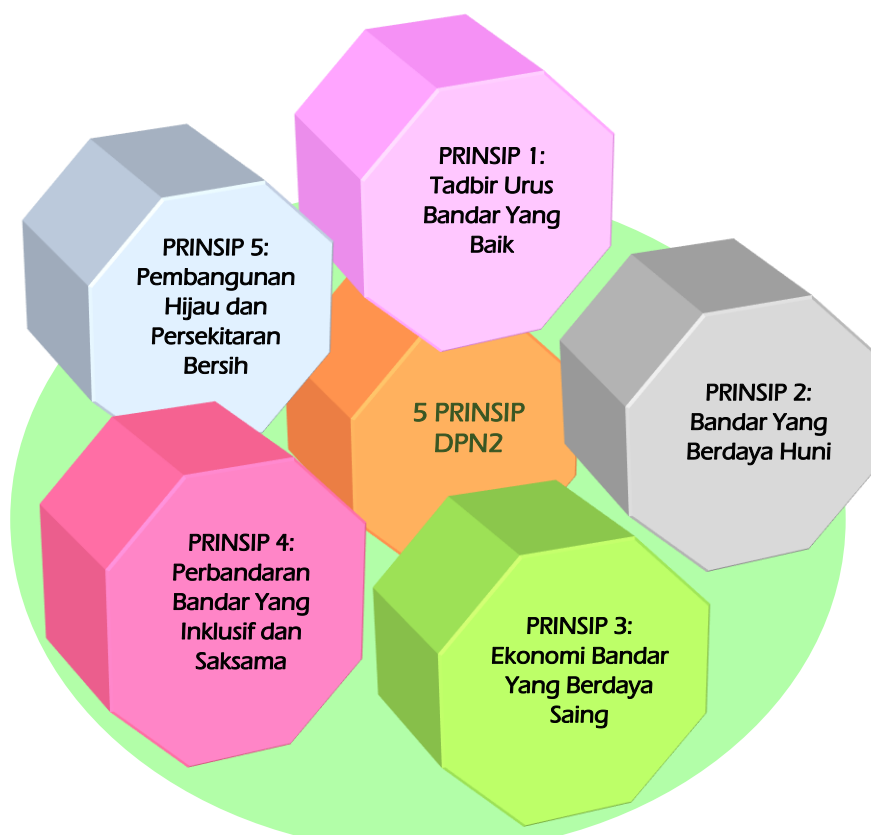 PRINSIP 1:
Tadbir Urus
Bandar Yang
Baik
PRINSIP 5:
Pembangunan
Hijau dan
Persekitaran
Bersih
PRINSIP 2:
Bandar Yang
Berdaya Huni
5 PRINSIP
DPN2
PRINSIP 4:
Perbandaran
Bandar Yang
Inklusif dan
Saksama
PRINSIP 3:
Ekonomi Bandar
Yang Berdaya
Saing